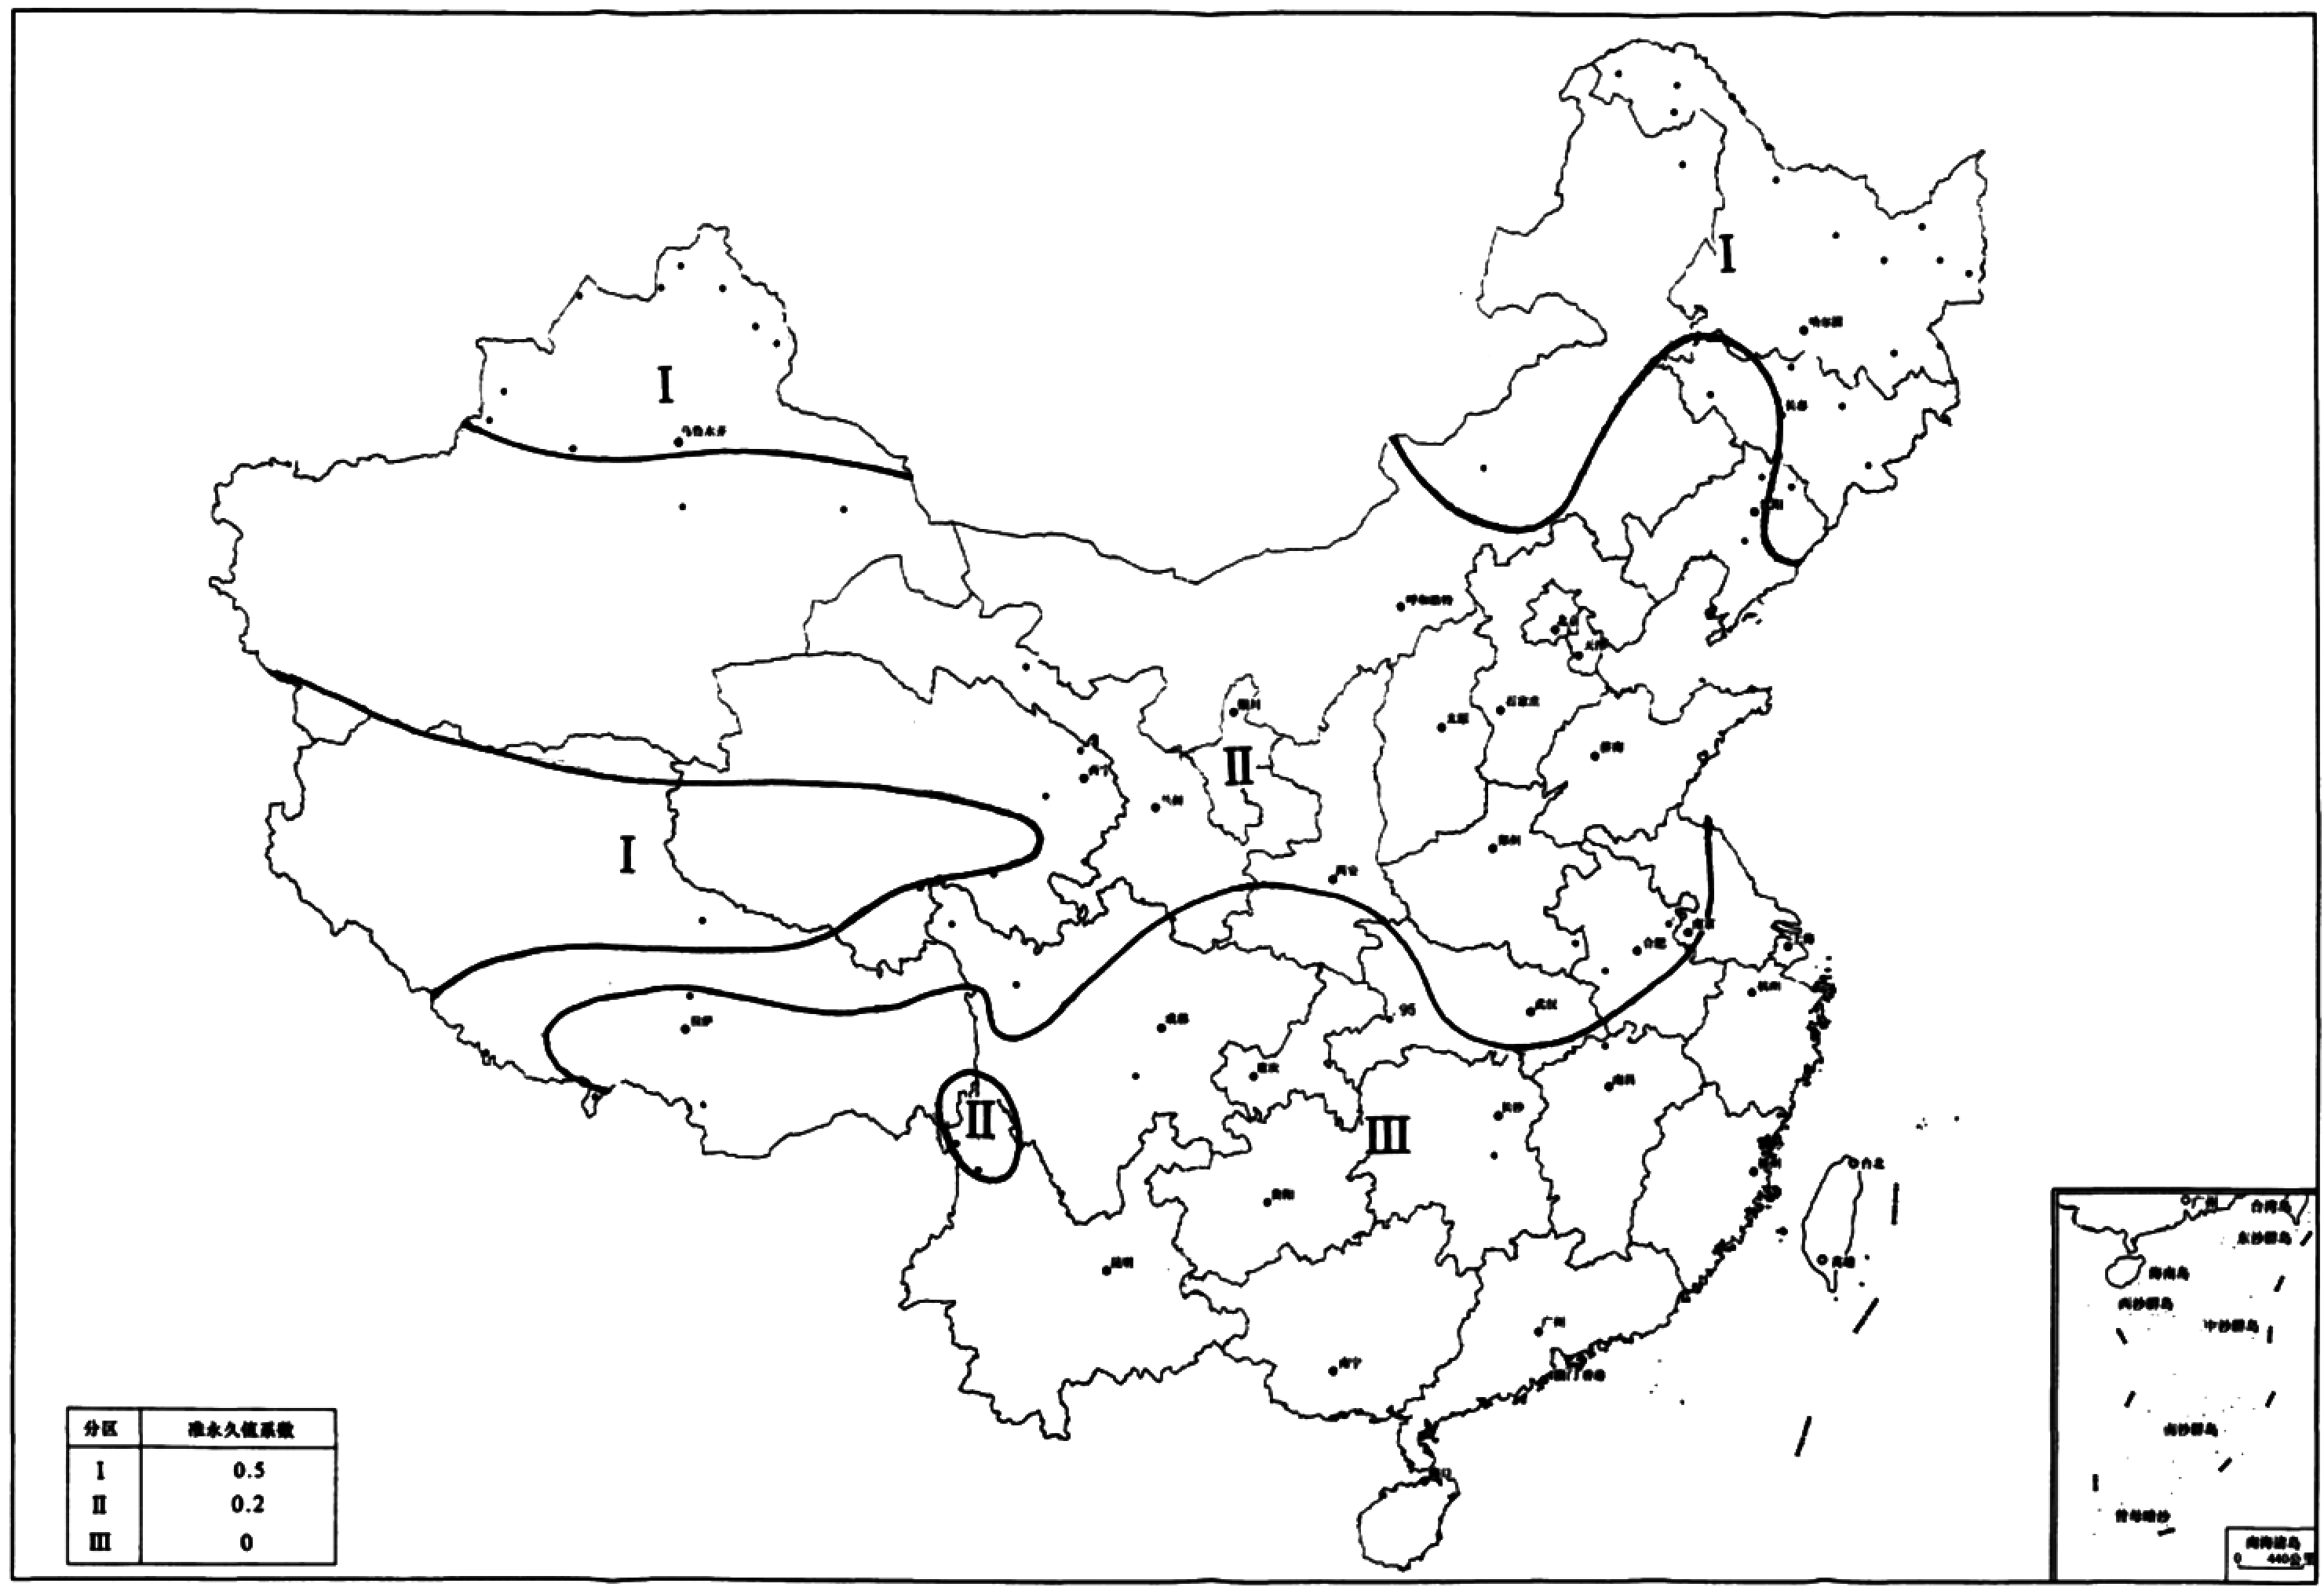 I
哈尔滨
I
长春
乌鲁木齐
呼和浩特
北京
天津
银川
太原
石家庄
济南
II
西宁
兰州
郑州
I
西安
南京
合肥
上海
杭州
拉萨
成都
95
武汉
重庆
南昌
II
长沙
III
台北
贵阳
昆明
高雄
广州
南宁
澳门 香港
海口
分区 准永久值系数
I 0.5
II 0.2
III 0
广州
台湾岛
东沙群岛
海南岛
西沙群岛
中沙群岛
南沙群岛
曾母暗沙
南海诸岛
0 440公里